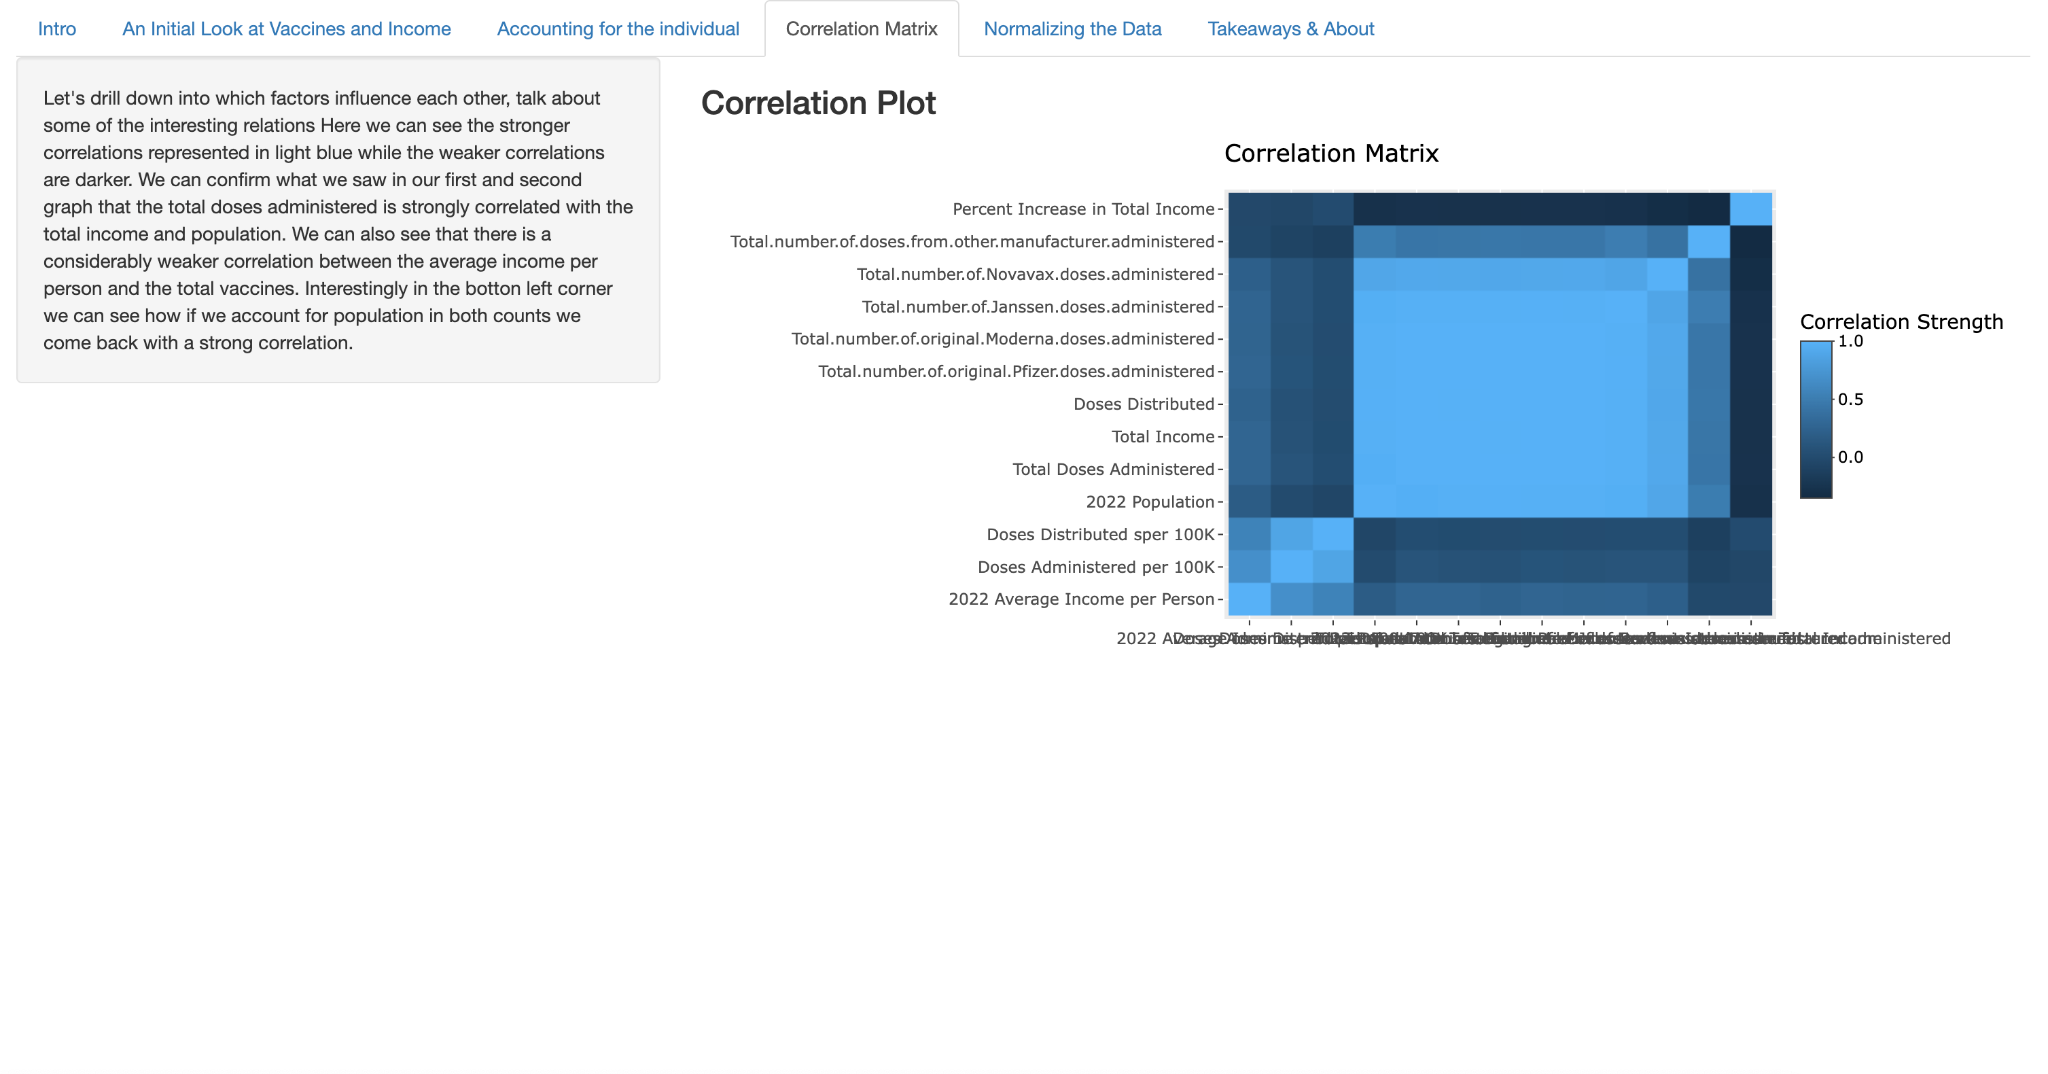 Intro
An Initial Look at Vaccines and Income
Accounting for the individual
Correlation Matrix
Normalizing the Data
Takeaways & About
Let's drill down into which factors influence each other, talk about
some of the interesting relations Here we can see the stronger
correlations represented in light blue while the weaker correlations
are darker. We can confirm what we saw in our first and second
graph that the total doses administered is strongly correlated with the
total income and population. We can also see that there is a
considerably weaker correlation between the average income per
person and the total vaccines. Interestingly in the botton left corner
we can see how if we account for population in both counts we
come back with a strong correlation.
Correlation Plot
Correlation Matrix
Percent Increase in Total Income
Total.number.of.doses.from.other.manufacturer.administered
Total.number.of.Novavax.doses.administered
Total.number.of.Janssen.doses.administered
Total.number.of.original.Moderna.doses.administered
Total.number.of.original.Pfizer.doses.administered
Doses Distributed
Total Income
Total Doses Administered
2022 Population
Doses Distributed sper 100K
Doses Administered per 100K
2022 Average Income per Person
Correlation Strength
1.0
0.5
0.0
2022
administered